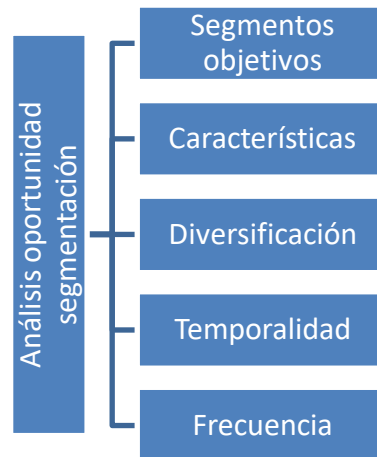 Análisis oportunidad
segmentación
Segmentos
objetivos
Características
Diversificación
Temporalidad
Frecuencia